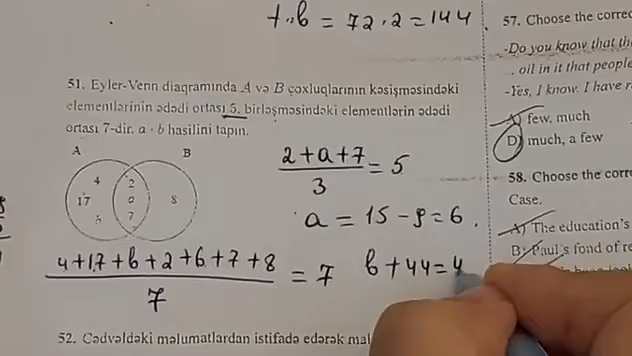 +..b = 72.2=144
51. Eyler-Venn diaqramında A və B çoxluqlarının kəsişməsindəki
elementlərinin ədədi ortası 5, birləşməsindəki elementlərin ədədi
ortası 7-dir. a · b hasilini tapın.
A B
4 2
17 a 8
b 7
2+a+7/3 = 5
a = 15-9=6.
4+17+b+2+6+7+8/7 = 7 b+44=4
52. Cədvəldəki məlumatlardan istifadə edərək
57. Choose the correc
-Do you know that th
... oil in it that people
-Yes, I know. I have r
A) few, much
D) much, a few
58. Choose the corre
Case.
A) The education's
B) Paul's fond of re